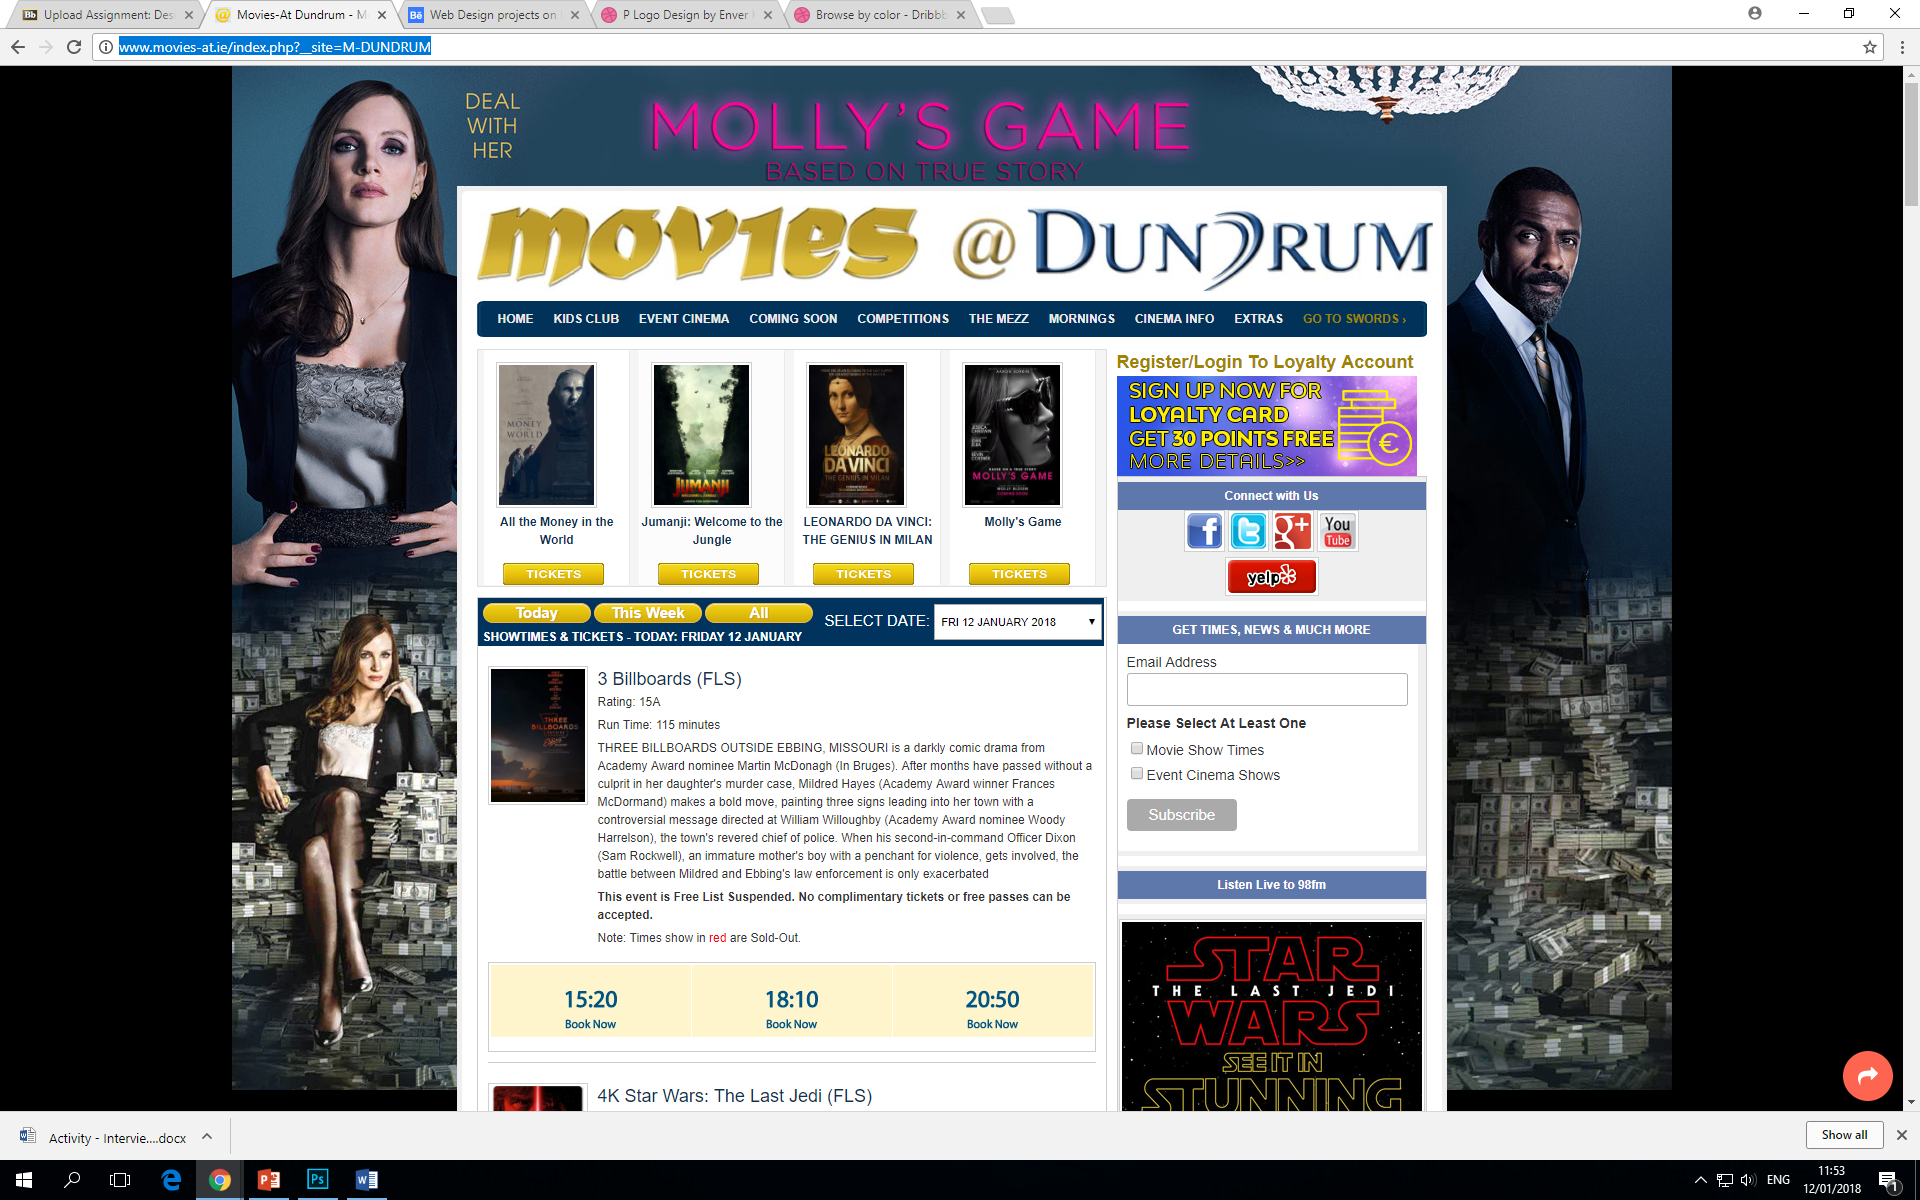 Upload Assignment: Des
Movies-At Dundrum - M
Web Design projects on
P Logo Design by Enver
Browse by color - Dribbb
www.movies-at.ie/index.php?__site=M-DUNDRUM
DEAL
WITH
HER
MOLLY'S GAME
BASED ON TRUE STORY
movies @ DUNDRUM
HOME KIDS CLUB EVENT CINEMA COMING SOON COMPETITIONS THE MEZZ MORNINGS CINEMA INFO EXTRAS GO TO SWORDS ›
MONEY
WORLD
JUMANJI
LEONARDO
DA VINCI
THE GENIUS IN MILAN
MOLLY'S GAME
All the Money in the
World
TICKETS
Jumanji: Welcome to the
Jungle
TICKETS
LEONARDO DA VINCI:
THE GENIUS IN MILAN
TICKETS
Molly's Game
TICKETS
Register/Login To Loyalty Account
SIGN UP NOW FOR
LOYALTY CARD
GET 30 POINTS FREE
MORE DETAILS>>
€
Connect with Us
You
Tube
yelp
Today This Week All
SELECT DATE: FRI 12 JANUARY 2018
SHOWTIMES & TICKETS - TODAY: FRIDAY 12 JANUARY
THREE
BILLBOARDS
3 Billboards (FLS)
Rating: 15A
Run Time: 115 minutes
THREE BILLBOARDS OUTSIDE EBBING, MISSOURI is a darkly comic drama from
Academy Award nominee Martin McDonagh (In Bruges). After months have passed without a
culprit in her daughter's murder case, Mildred Hayes (Academy Award winner Frances
McDormand) makes a bold move, painting three signs leading into her town with a
controversial message directed at William Willoughby (Academy Award nominee Woody
Harrelson), the town's revered chief of police. When his second-in-command Officer Dixon
(Sam Rockwell), an immature mother's boy with a penchant for violence, gets involved, the
battle between Mildred and Ebbing's law enforcement is only exacerbated
This event is Free List Suspended. No complimentary tickets or free passes can be
accepted.
Note: Times show in red are Sold-Out.
15:20
Book Now
18:10
Book Now
20:50
Book Now
4K Star Wars: The Last Jedi (FLS)
GET TIMES, NEWS & MUCH MORE
Email Address
Please Select At Least One
Movie Show Times
Event Cinema Shows
Subscribe
Listen Live to 98fm
STAR
THE LAST JEDI
WARS
SEE IT IN
STUNNING
Activity - Intervie....docx
Show all
ENG
11:53
12/01/2018